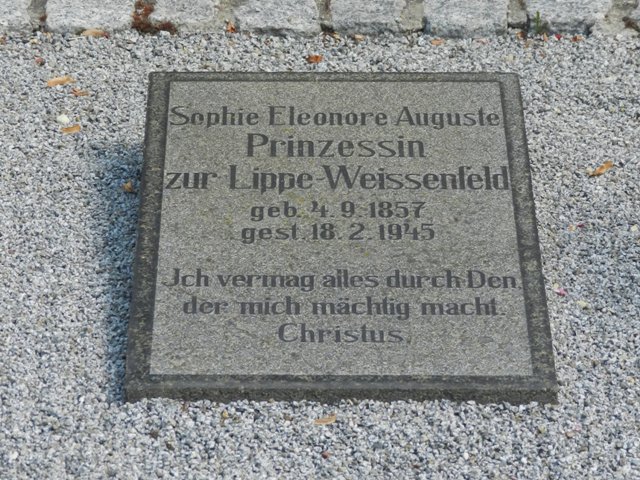 Sophie Eleonore Auguste
Prinzessin
zur Lippe-Weissenfeld
geb. 4.9.1857
gest. 18.2.1945
Jch vermag alles durch Den,
der mich mächtig macht.
Christus.